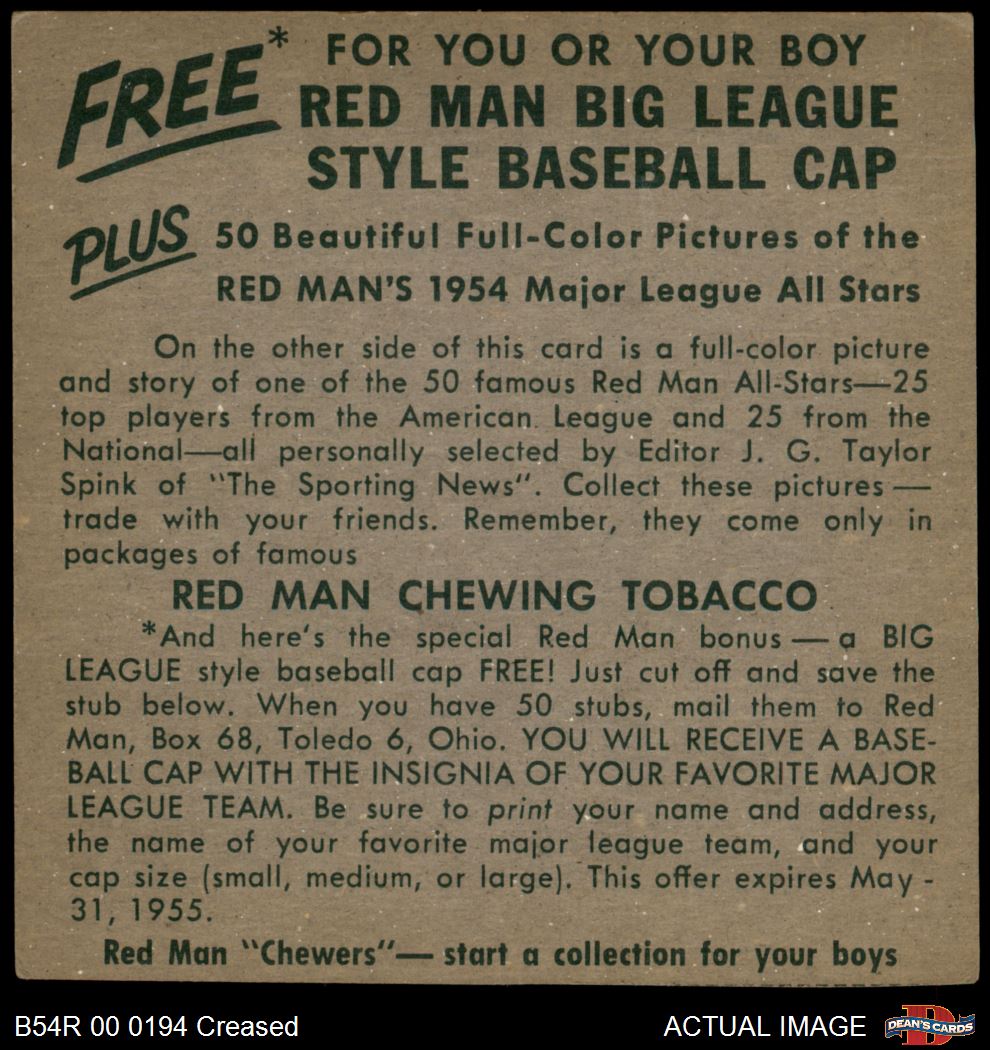 FREE* FOR YOU OR YOUR BOY
RED MAN BIG LEAGUE
STYLE BASEBALL CAP
PLUS 50 Beautiful Full-Color Pictures of the
RED MAN'S 1954 Major League All Stars
On the other side of this card is a full-color picture
and story of one of the 50 famous Red Man All-Stars—25
top players from the American League and 25 from the
National—all personally selected by Editor J. G. Taylor
Spink of "The Sporting News". Collect these pictures —
trade with your friends. Remember, they come only in
packages of famous
RED MAN CHEWING TOBACCO
*And here's the special Red Man bonus — a BIG
LEAGUE style baseball cap FREE! Just cut off and save the
stub below. When you have 50 stubs, mail them to Red
Man, Box 68, Toledo 6, Ohio. YOU WILL RECEIVE A BASE-
BALL CAP WITH THE INSIGNIA OF YOUR FAVORITE MAJOR
LEAGUE TEAM. Be sure to print your name and address,
the name of your favorite major league team, and your
cap size (small, medium, or large). This offer expires May -
31, 1955.
Red Man "Chewers"— start a collection for your boys
B54R 00 0194 Creased
ACTUAL IMAGE
D
DEAN'S CARDS